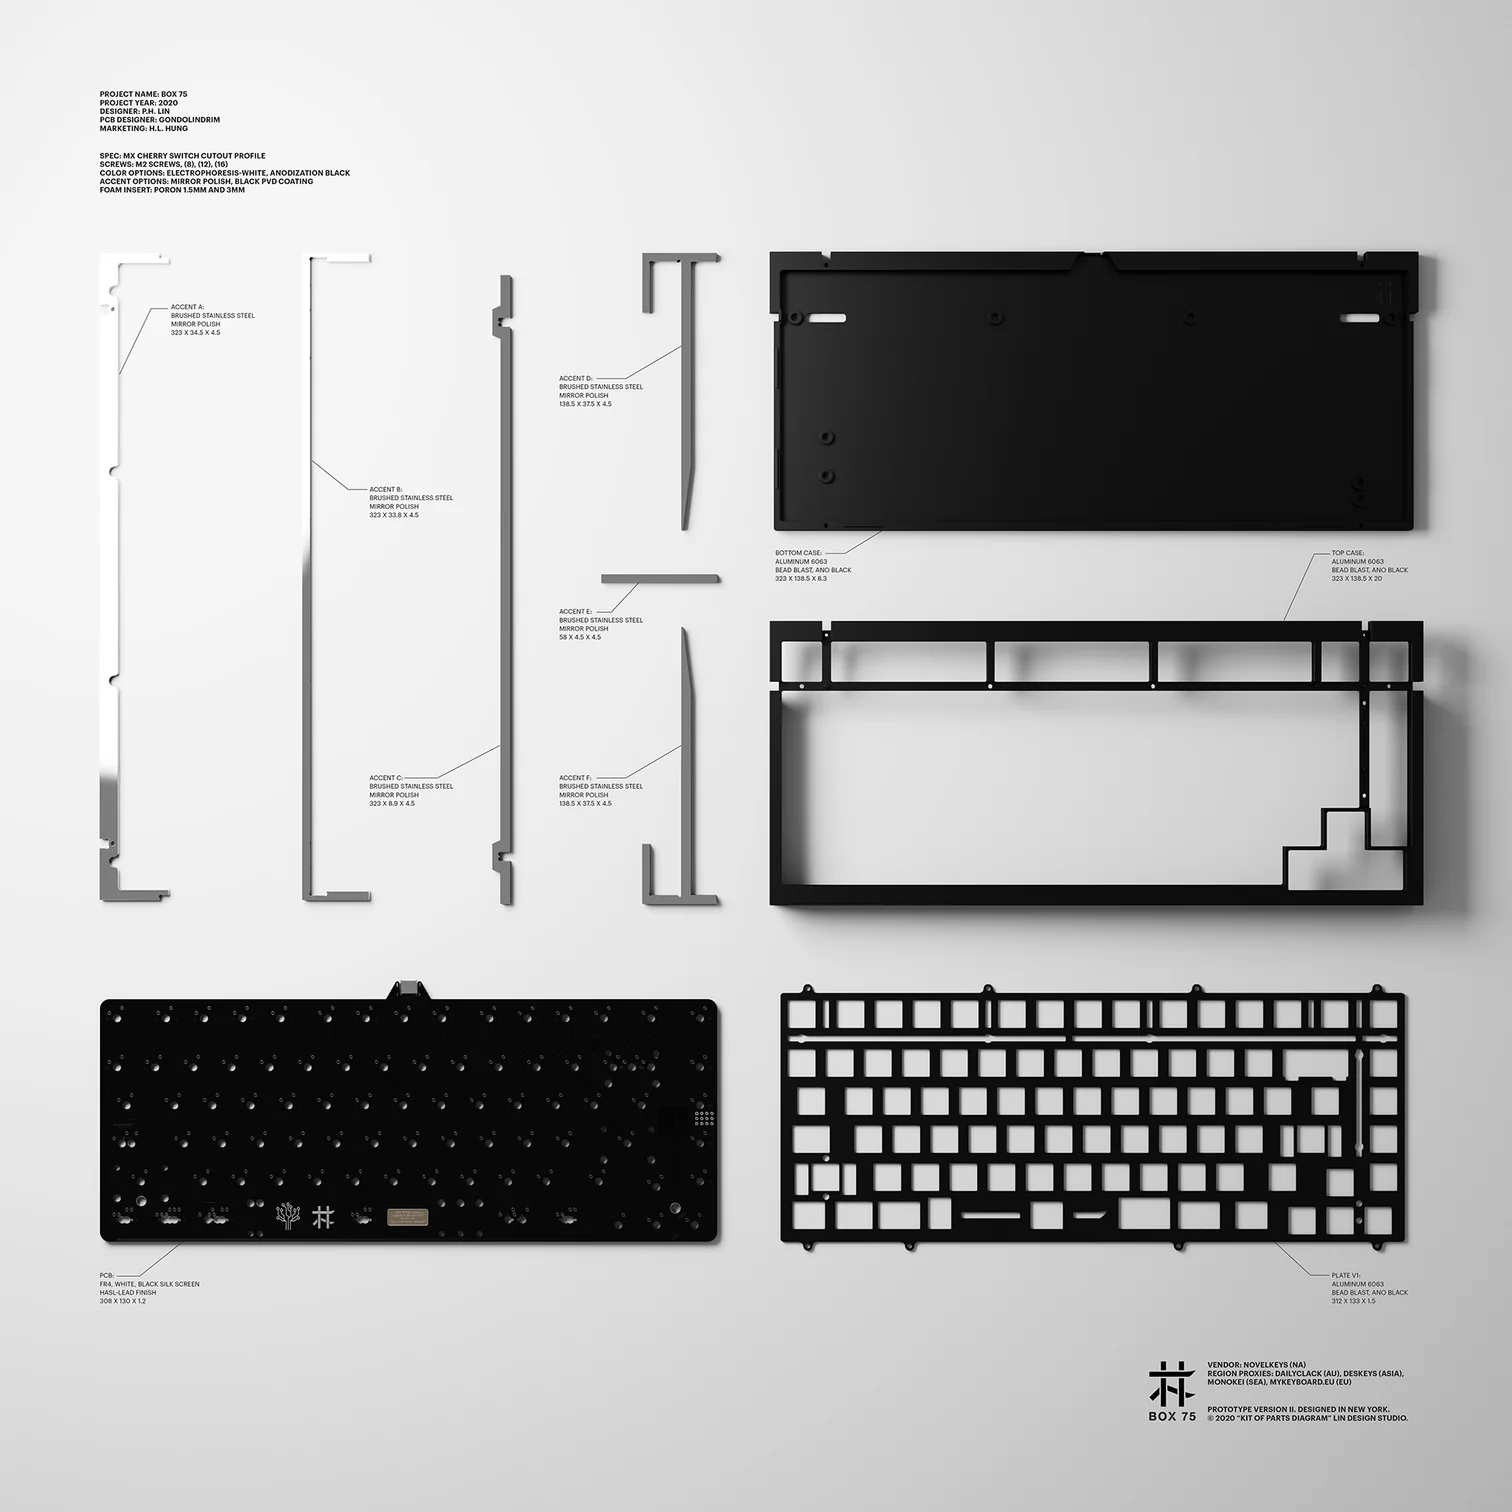 PROJECT NAME: BOX 75
PROJECT YEAR: 2020
DESIGNER: P.H. LIN
PCB DESIGNER: GONDOLINDRIM
MARKETING: H.L. HUNG
SPEC: MX CHERRY SWITCH CUTOUT PROFILE
SCREWS: M2 SCREWS, (8), (12), (16)
COLOR OPTIONS: ELECTROPHORESIS-WHITE, ANODIZATION BLACK
ACCENT OPTIONS: MIRROR POLISH, BLACK PVD COATING
FOAM INSERT: PORON 1.5MM AND 3MM
ACCENT A:
BRUSHED STAINLESS STEEL
MIRROR POLISH
323 X 34.5 X 4.5
ACCENT B:
BRUSHED STAINLESS STEEL
MIRROR POLISH
323 X 33.8 X 4.5
ACCENT C:
BRUSHED STAINLESS STEEL
MIRROR POLISH
323 X 8.9 X 4.5
ACCENT D:
BRUSHED STAINLESS STEEL
MIRROR POLISH
138.5 X 37.5 X 4.5
ACCENT E:
BRUSHED STAINLESS STEEL
MIRROR POLISH
58 X 4.5 X 4.5
ACCENT F:
BRUSHED STAINLESS STEEL
MIRROR POLISH
138.5 X 37.5 X 4.5
BOTTOM CASE:
ALUMINUM 6063
BEAD BLAST, ANO BLACK
323 X 138.5 X 8.3
TOP CASE:
ALUMINUM 6063
BEAD BLAST, ANO BLACK
323 X 138.5 X 20
PCB:
FR4, WHITE, BLACK SILK SCREEN
HASL-LEAD FINISH
308 X 130 X 1.2
PLATE V1:
ALUMINUM 6063
BEAD BLAST, ANO BLACK
312 X 133 X 1.5
BOX 75
VENDOR: NOVELKEYS (NA)
REGION PROXIES: DAILYCLACK (AU), DESKEYS (ASIA),
MONOKEI (SEA), MYKEYBOARD.EU (EU)
PROTOTYPE VERSION II. DESIGNED IN NEW YORK.
© 2020 "KIT OF PARTS DIAGRAM" LIN DESIGN STUDIO.